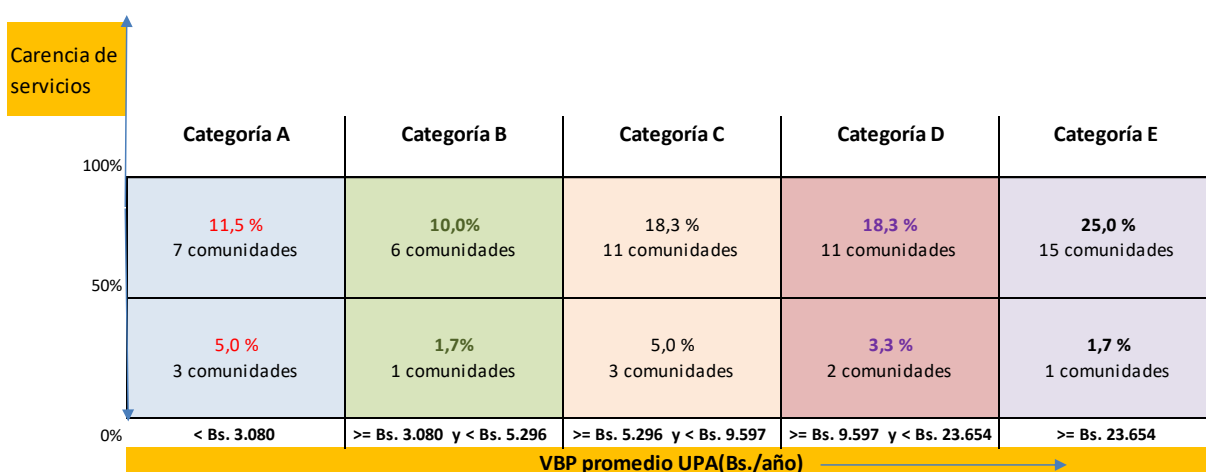 Carencia de
servicios
Categoría A
Categoría B
Categoría C
Categoría D
Categoría E
100%
11,5 %
7 comunidades
10,0%
6 comunidades
18,3 %
11 comunidades
18,3 %
11 comunidades
25,0 %
15 comunidades
50%
5,0 %
3 comunidades
1,7%
1 comunidades
5,0 %
3 comunidades
3,3 %
2 comunidades
1,7 %
1 comunidades
0%
< Bs. 3.080
>= Bs. 3.080 y < Bs. 5.296
>= Bs. 5.296 y < Bs. 9.597
>= Bs. 9.597 y < Bs. 23.654
>= Bs. 23.654
VBP promedio UPA(Bs./año)